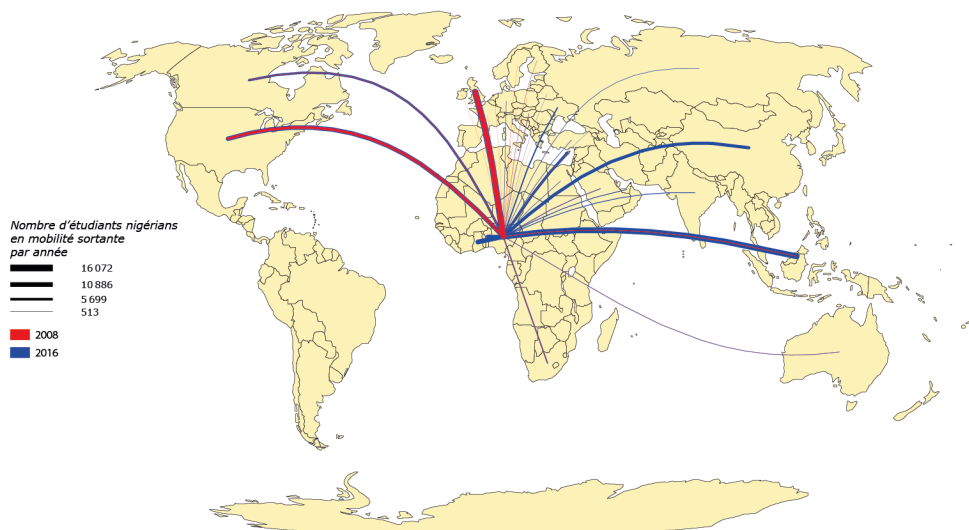 Nombre d'étudiants nigérians
en mobilité sortante
par année
16 072
10 886
5 699
513
2008
2016